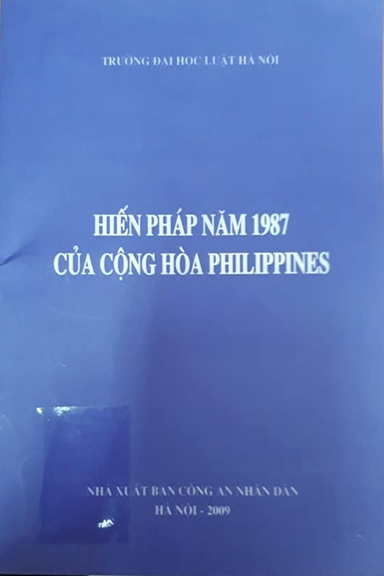 TRƯỜNG ĐẠI HỌC LUẬT HÀ NỘI
HIẾN PHÁP NĂM 1987
CỦA CỘNG HÒA PHILIPPINES
NHÀ XUẤT BẢN CÔNG AN NHÂN DÂN
HÀ NỘI - 2009